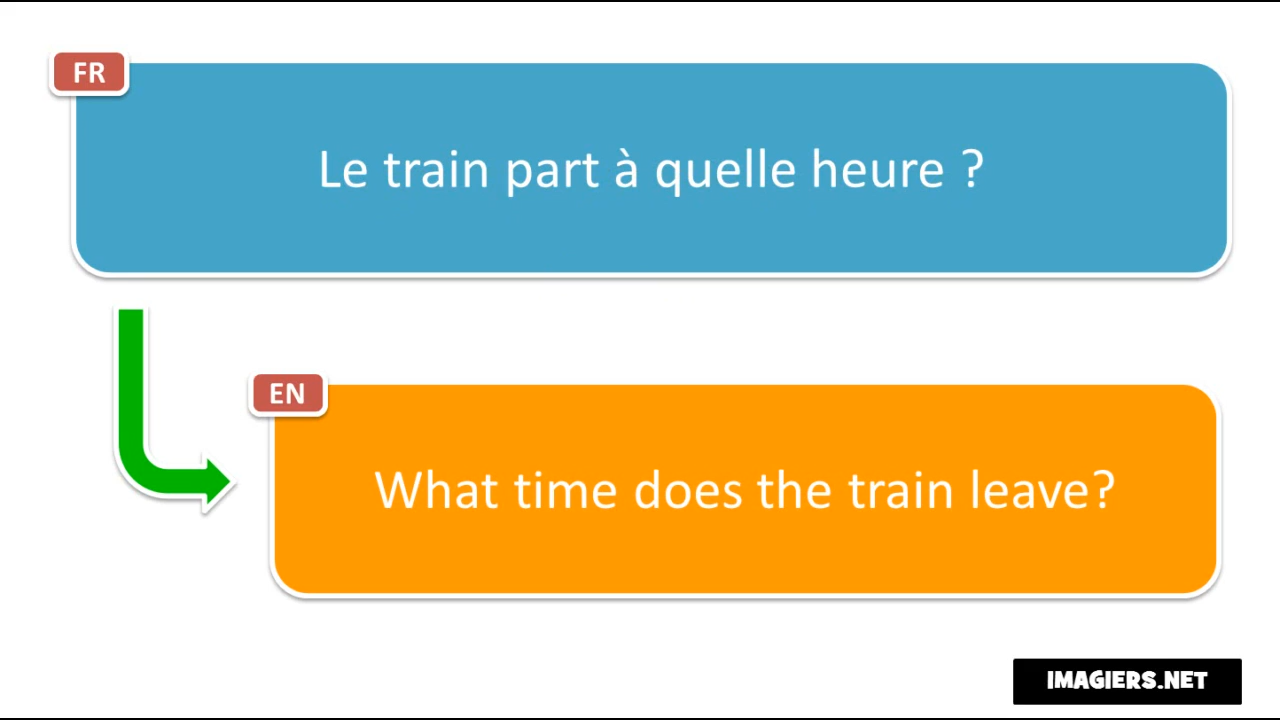 FR
Le train part à quelle heure ?
EN
What time does the train leave?
IMAGIERS.NET